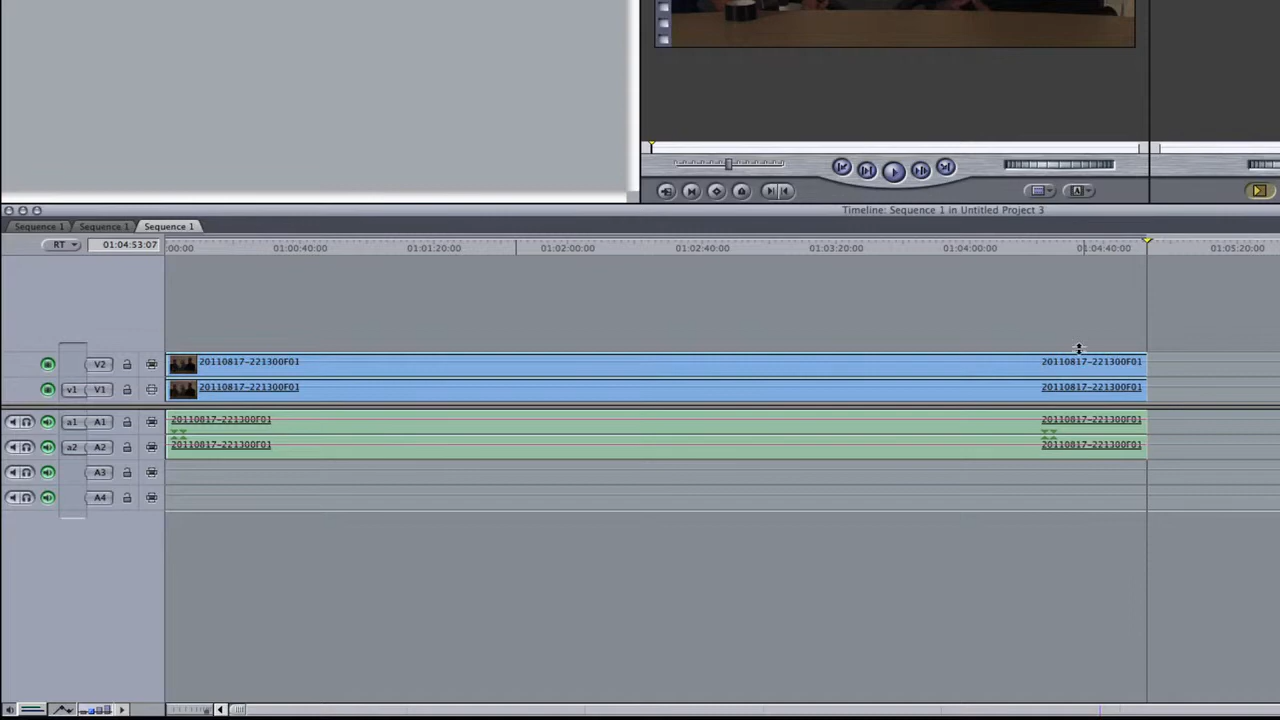 A
Timeline: Sequence 1 in Untitled Project 3
Sequence 1 Sequence 1 Sequence 1
RT 01:04:53:07 :00:00 01:00:40:00 01:01:20:00 01:02:00:00 01:02:40:00 01:03:20:00 01:04:00:00 01:04:40:00 01:05:20:00
V2 20110817-221300F01 20110817-221300F01
v1 V1 20110817-221300F01 20110817-221300F01
a1 A1 20110817-221300F01 20110817-221300F01
a2 A2 20110817-221300F01 20110817-221300F01
A3
A4